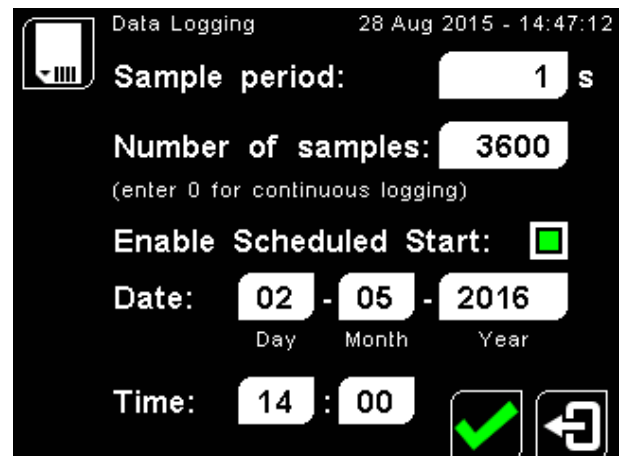 Data Logging 28 Aug 2015 - 14:47:12
Sample period: 1 s
Number of samples: 3600
(enter 0 for continuous logging)
Enable Scheduled Start:
Date: 02 - 05 - 2016
Day Month Year
Time: 14 : 00